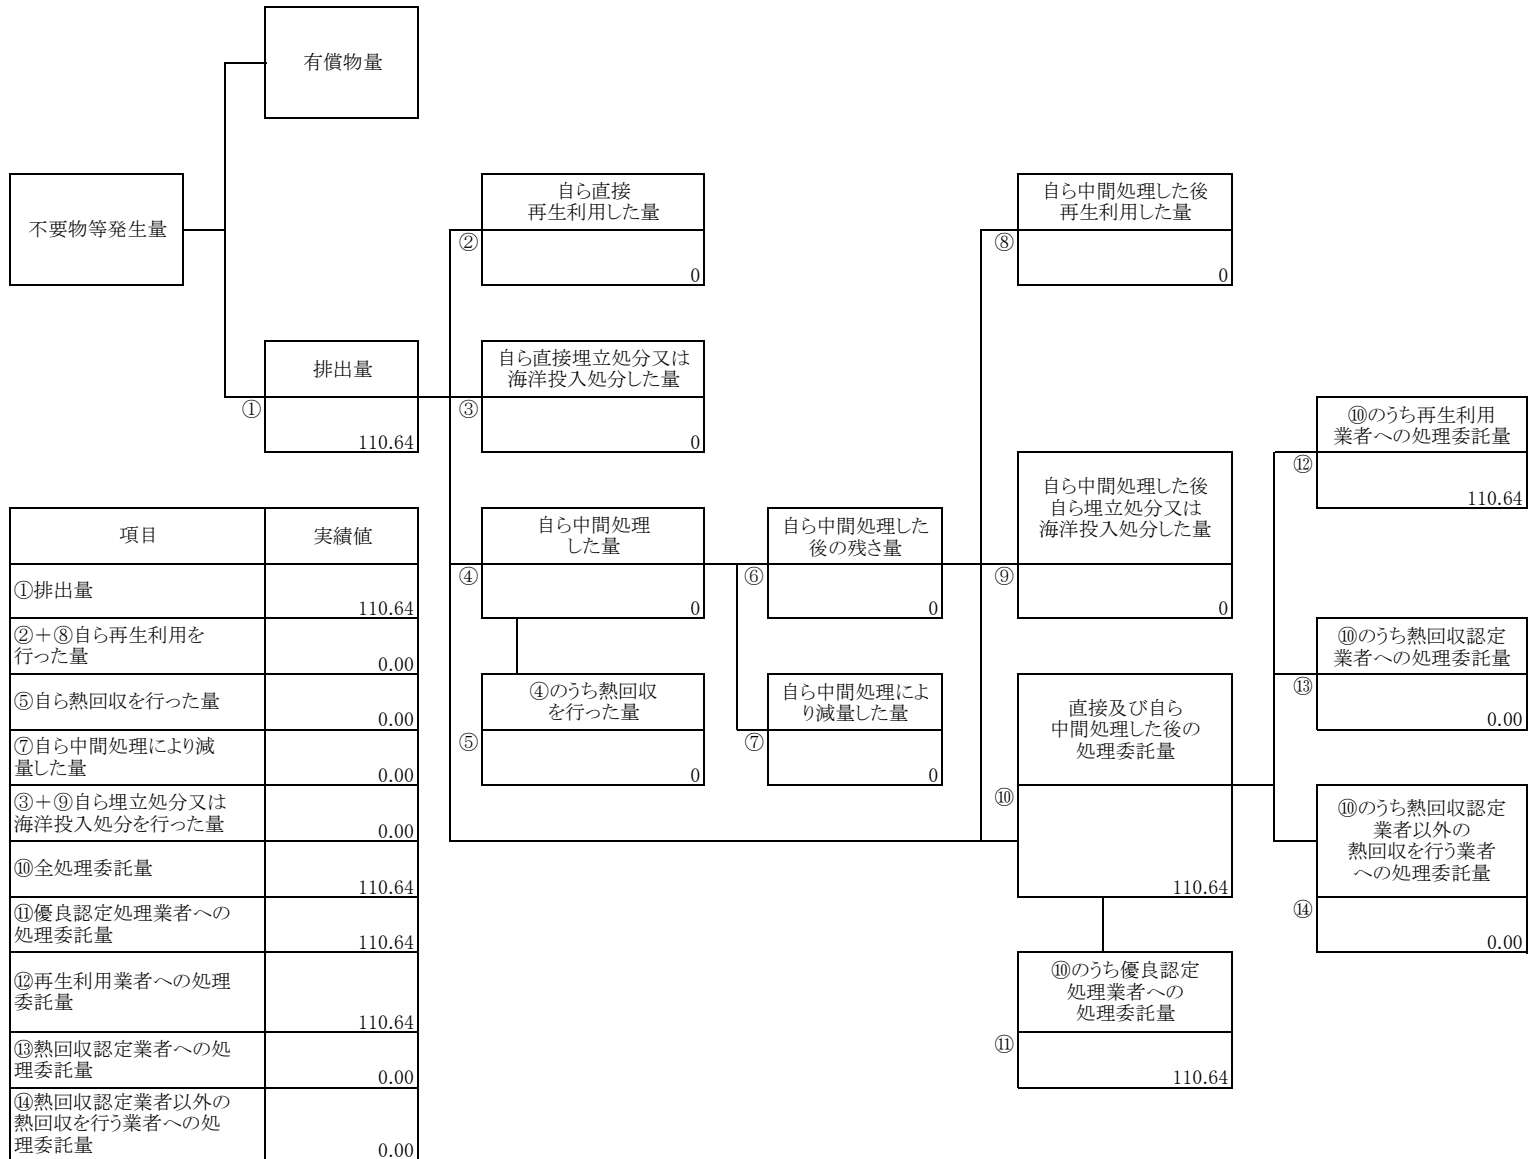 有償物量
不要物等発生量
自ら直接
再生利用した量
②
0
自ら中間処理した後
再生利用した量
⑧
0
排出量
①
110.64
自ら直接埋立処分又は
海洋投入処分した量
③
0
⑩のうち再生利用
業者への処理委託量
⑫
110.64
自ら中間処理
した量
④
0
自ら中間処理した
後の残さ量
⑥
0
自ら中間処理した後
自ら埋立処分又は
海洋投入処分した量
⑨
0
⑩のうち熱回収認定
業者への処理委託量
⑬
0.00
④のうち熱回収
を行った量
⑤
0
自ら中間処理によ
り減量した量
⑦
0
直接及び自ら
中間処理した後の
処理委託量
⑩
110.64
⑩のうち熱回収認定
業者以外の
熱回収を行う業者
への処理委託量
⑭
0.00
⑩のうち優良認定
処理業者への
処理委託量
⑪
110.64
項目 実績値
①排出量
110.64
②＋⑧自ら再生利用を
行った量
0.00
⑤自ら熱回収を行った量
0.00
⑦自ら中間処理により減
量した量
0.00
③＋⑨自ら埋立処分又は
海洋投入処分を行った量
0.00
⑩全処理委託量
110.64
⑪優良認定処理業者への
処理委託量
110.64
⑫再生利用業者への処理
委託量
110.64
⑬熱回収認定業者への処
理委託量
0.00
⑭熱回収認定業者以外の
熱回収を行う業者への処
理委託量
0.00